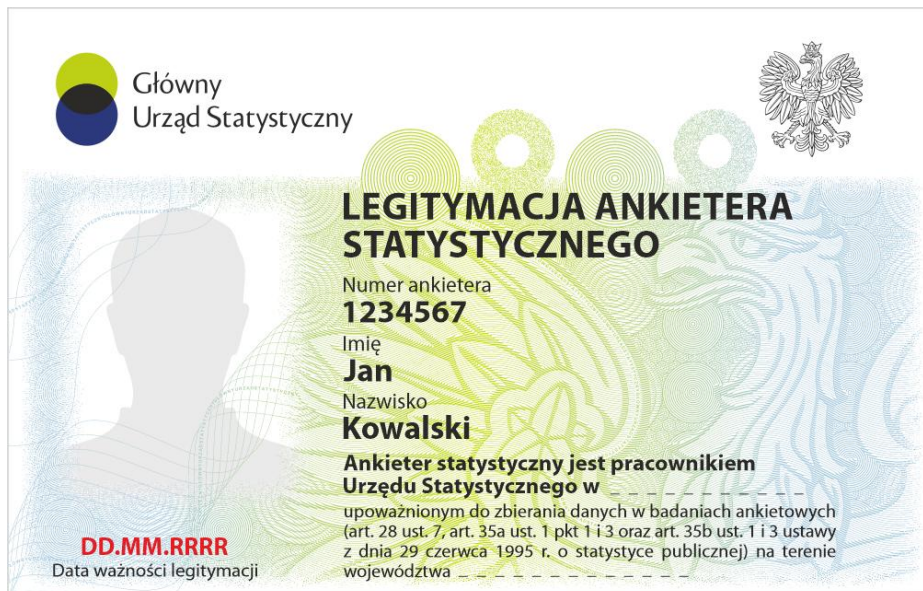 Główny
Urząd Statystyczny
LEGITYMACJA ANKIETERA
STATYSTYCZNEGO
Numer ankietera
1234567
Imię
Jan
Nazwisko
Kowalski
Ankieter statystyczny jest pracownikiem
Urzędu Statystycznego w _ _ _ _ _ _ _ _ _ _ _ _
upoważnionym do zbierania danych w badaniach ankietowych
(art. 28 ust. 7, art. 35a ust. 1 pkt 1 i 3 oraz art. 35b ust. 1 i 3 ustawy
z dnia 29 czerwca 1995 r. o statystyce publicznej) na terenie
województwa _ _ _ _ _ _ _ _ _ _ _ _ _ _
DD.MM.RRRR
Data ważności legitymacji